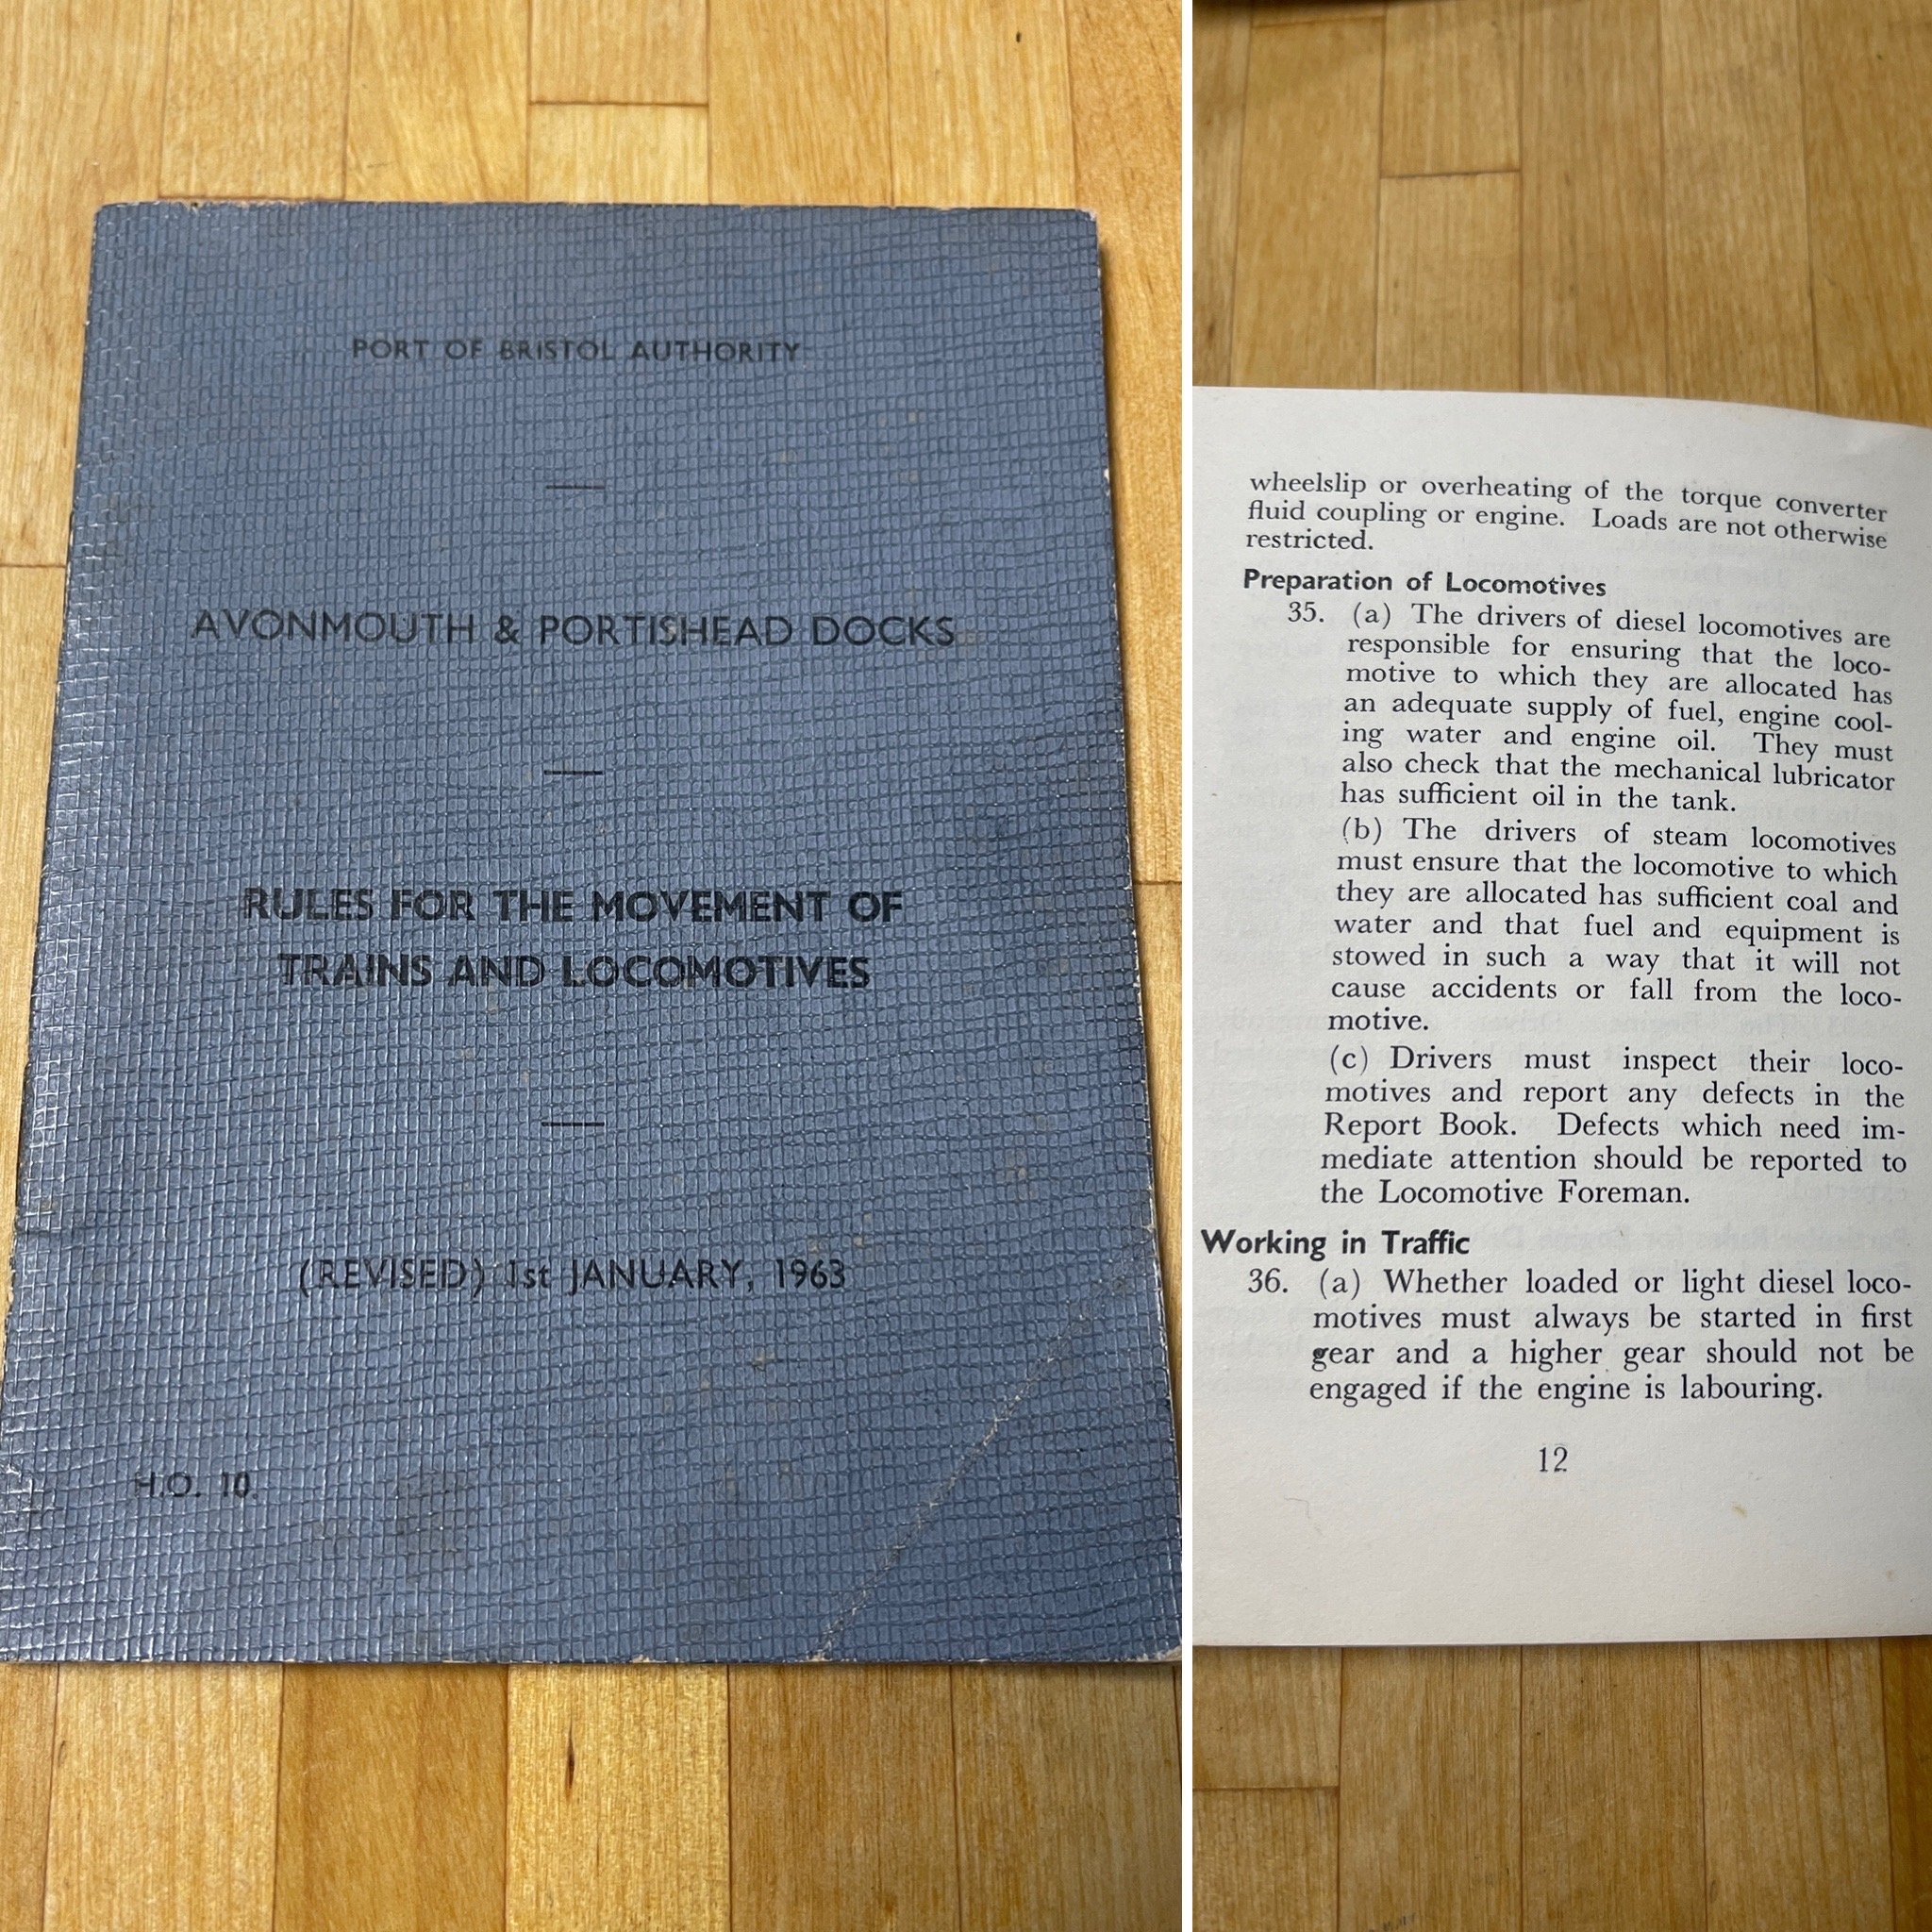 PORT OF BRISTOL AUTHORITY
AVONMOUTH & PORTISHEAD DOCKS
RULES FOR THE MOVEMENT OF
TRAINS AND LOCOMOTIVES
(REVISED) 1st JANUARY, 1963
H.O. 10.
wheelslip or overheating of the torque converter
fluid coupling or engine. Loads are not otherwise
restricted.
Preparation of Locomotives
35. (a) The drivers of diesel locomotives are
responsible for ensuring that the loco-
motive to which they are allocated has
an adequate supply of fuel, engine cool-
ing water and engine oil. They must
also check that the mechanical lubricator
has sufficient oil in the tank.
(b) The drivers of steam locomotives
must ensure that the locomotive to which
they are allocated has sufficient coal and
water and that fuel and equipment is
stowed in such a way that it will not
cause accidents or fall from the loco-
motive.
(c) Drivers must inspect their loco-
motives and report any defects in the
Report Book. Defects which need im-
mediate attention should be reported to
the Locomotive Foreman.
Working in Traffic
36. (a) Whether loaded or light diesel loco-
motives must always be started in first
gear and a higher gear should not be
engaged if the engine is labouring.
12